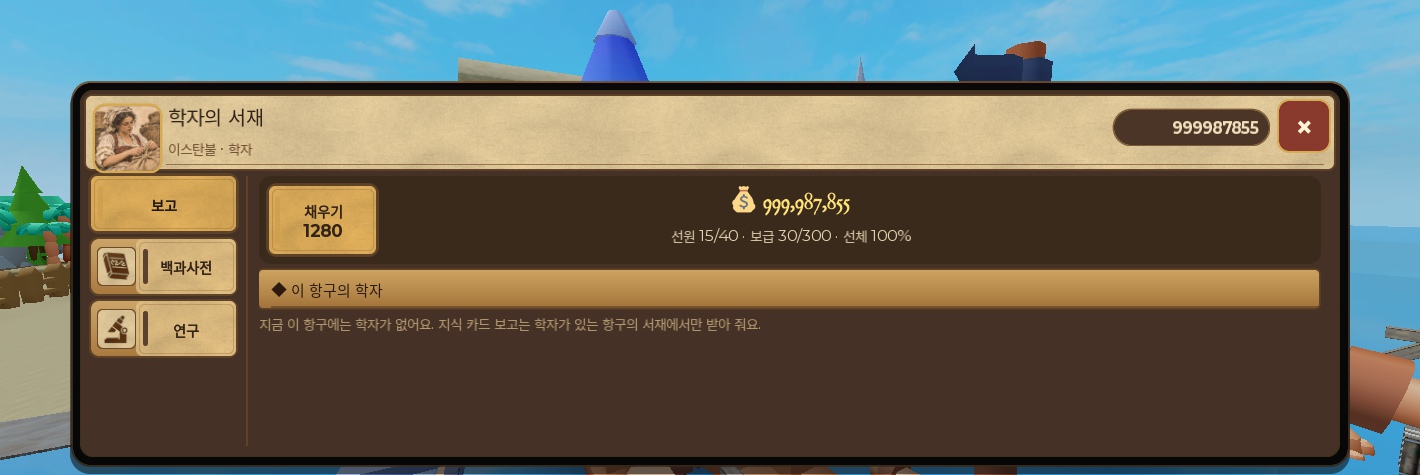 학자의 서재
이스탄불 · 학자
999987855
보고
백과사전
연구
채우기
1280
999,987,855
선원 15/40 · 보급 30/300 · 선체 100%
◆ 이 항구의 학자
지금 이 항구에는 학자가 없어요. 지식 카드 보고는 학자가 있는 항구의 서재에서만 받아 줘요.